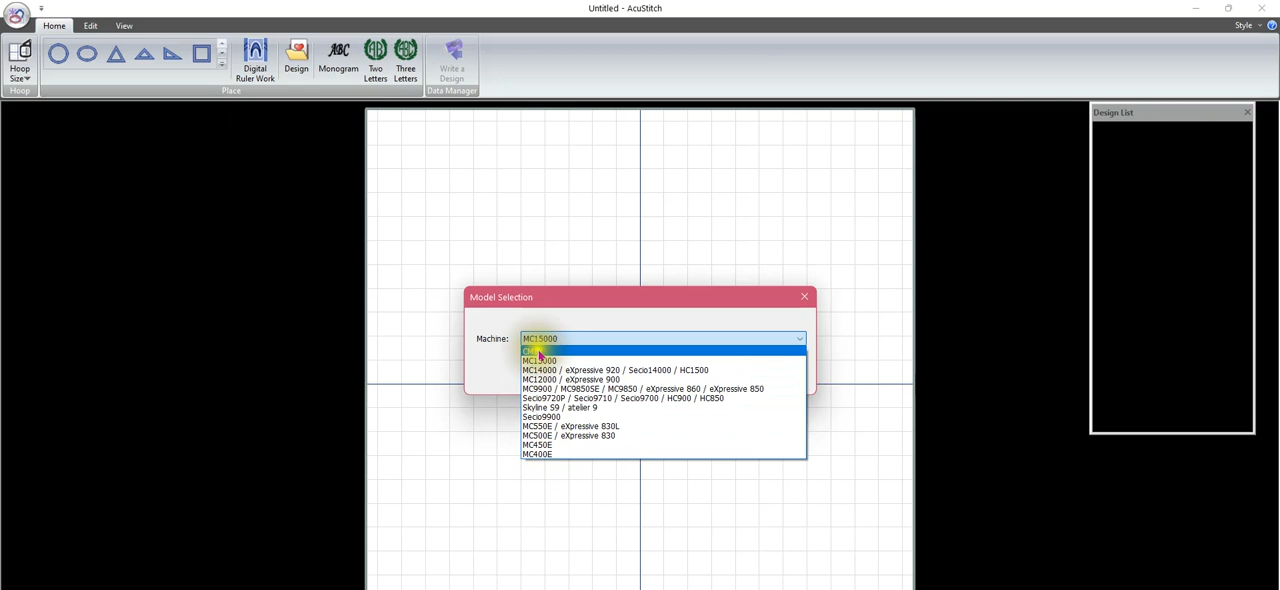 Untitled - AcuStitch
Home Edit View Style
Hoop Size
Digital Ruler Work
Design
Monogram
Two Letters
Three Letters
Write a Design
Hoop Place Data Manager
Design List
Model Selection
Machine: MC15000
MC15000
MC14000 / eXpressive 920 / Secio14000 / HC1500
MC12000 / eXpressive 900
MC9900 / MC9850SE / MC9850 / eXpressive 860 / eXpressive 850
Secio9720P / Secio9710 / Secio9700 / HC900 / HC850
Skyline S9 / atelier 9
Secio9900
MC550E / eXpressive 830L
MC500E / eXpressive 830
MC450E
MC400E